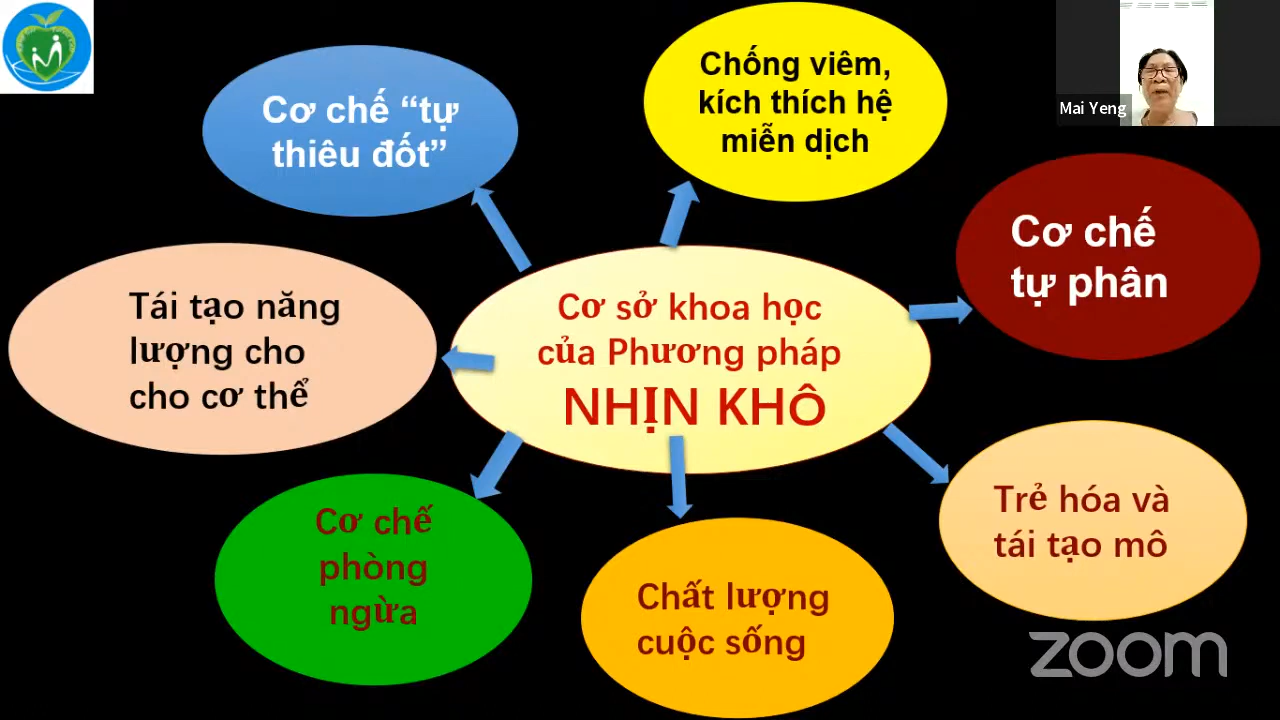 Cơ chế “tự
thiêu đốt”
Chống viêm,
kích thích hệ
miễn dịch
Mai Yeng
Cơ chế
tự phân
Tái tạo năng
lượng cho
cho cơ thể
Cơ sở khoa học
của Phương pháp
NHỊN KHÔ
Trẻ hóa và
tái tạo mô
Cơ chế
phòng
ngừa
Chất lượng
cuộc sống
zoom